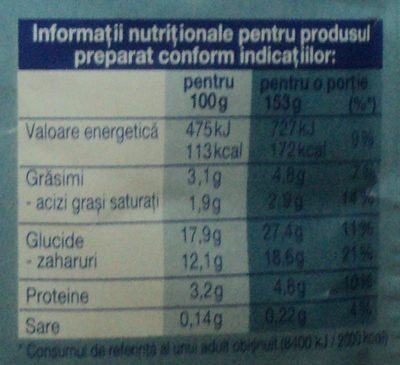 Informații nutriționale pentru produsul
preparat conform indicațiilor:
pentru pentru o porție
100g 153g (%*)
Valoare energetică 475kJ 727kJ 9%
113kcal 172kcal
Grăsimi 3,1g 4,8g 7%
- acizi grași saturați 1,9g 2,9g 14%
Glucide 17,9g 27,4g 11%
- zaharuri 12,1g 18,6g 21%
Proteine 3,2g 4,8g 10%
Sare 0,14g 0,22g 4%
* Consumul de referință al unui adult obișnuit (8400 kJ / 2000 kcal)